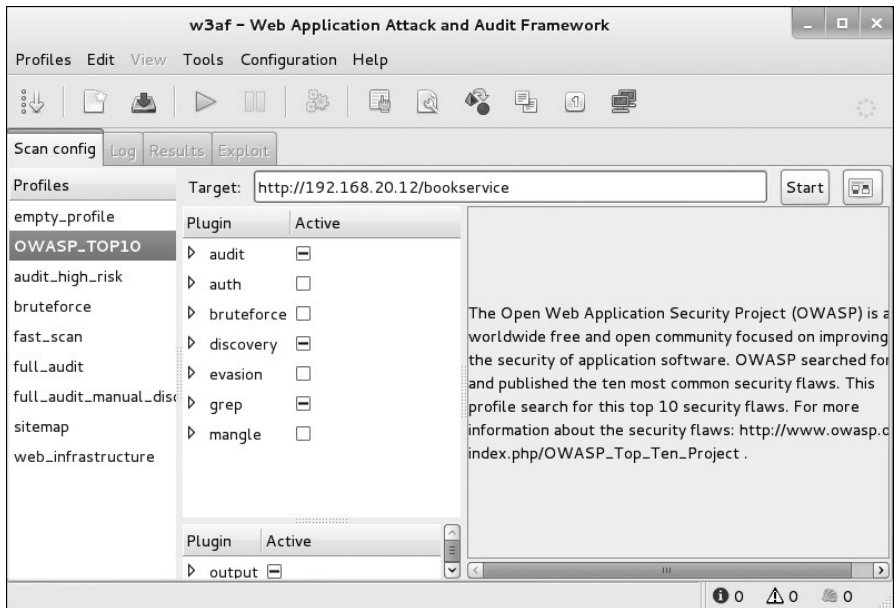 w3af - Web Application Attack and Audit Framework
Profiles Edit View Tools Configuration Help
Scan config Log Results Exploit
Profiles
empty_profile
OWASP_TOP10
audit_high_risk
bruteforce
fast_scan
full_audit
full_audit_manual_disc
sitemap
web_infrastructure
Target: http://192.168.20.12/bookservice Start
Plugin Active
audit
auth
bruteforce
discovery
evasion
grep
mangle
Plugin Active
output
The Open Web Application Security Project (OWASP) is a
worldwide free and open community focused on improving
the security of application software. OWASP searched for
and published the ten most common security flaws. This
profile search for this top 10 security flaws. For more
information about the security flaws: http://www.owasp.o
index.php/OWASP_Top_Ten_Project .
0 0 0